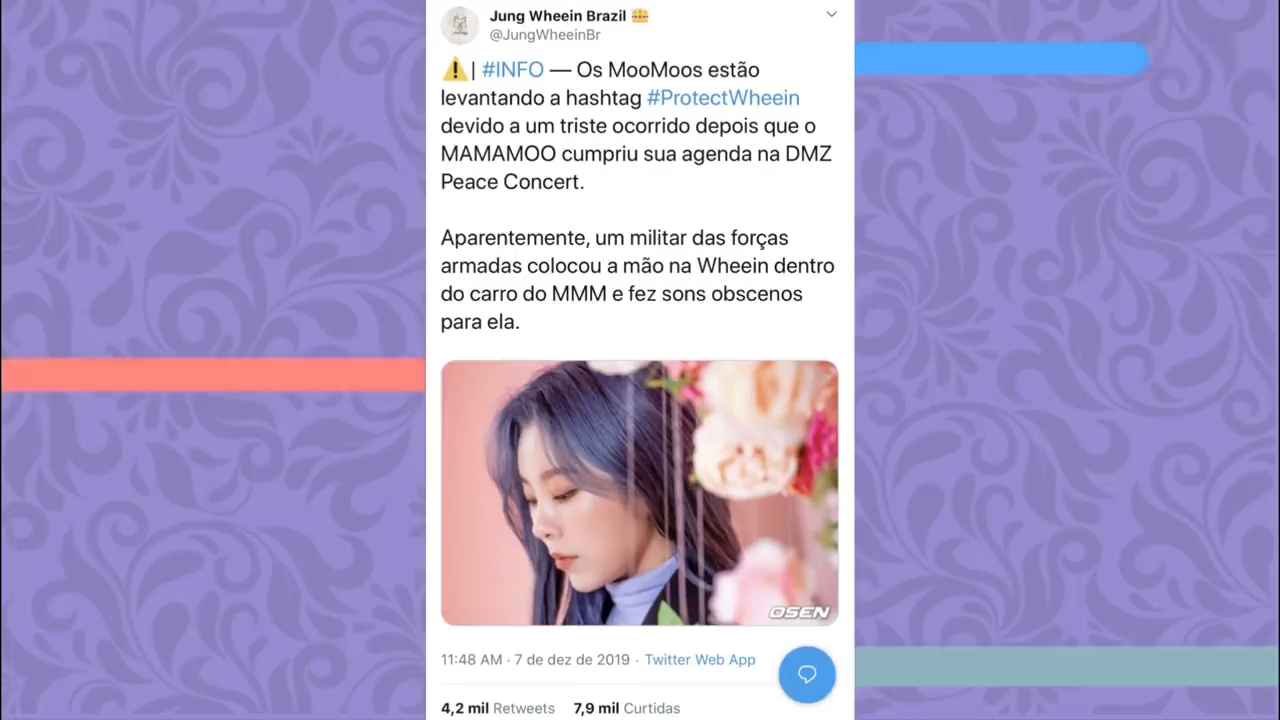 Jung Wheein Brazil 👑
@JungWheeinBr
⚠️| #INFO — Os MooMoos estão
levantando a hashtag #ProtectWheein
devido a um triste ocorrido depois que o
MAMAMOO cumpriu sua agenda na DMZ
Peace Concert.
Aparentemente, um militar das forças
armadas colocou a mão na Wheein dentro
do carro do MMM e fez sons obscenos
para ela.
OSEN
11:48 AM · 7 de dez de 2019 · Twitter Web App
4,2 mil Retweets 7,9 mil Curtidas